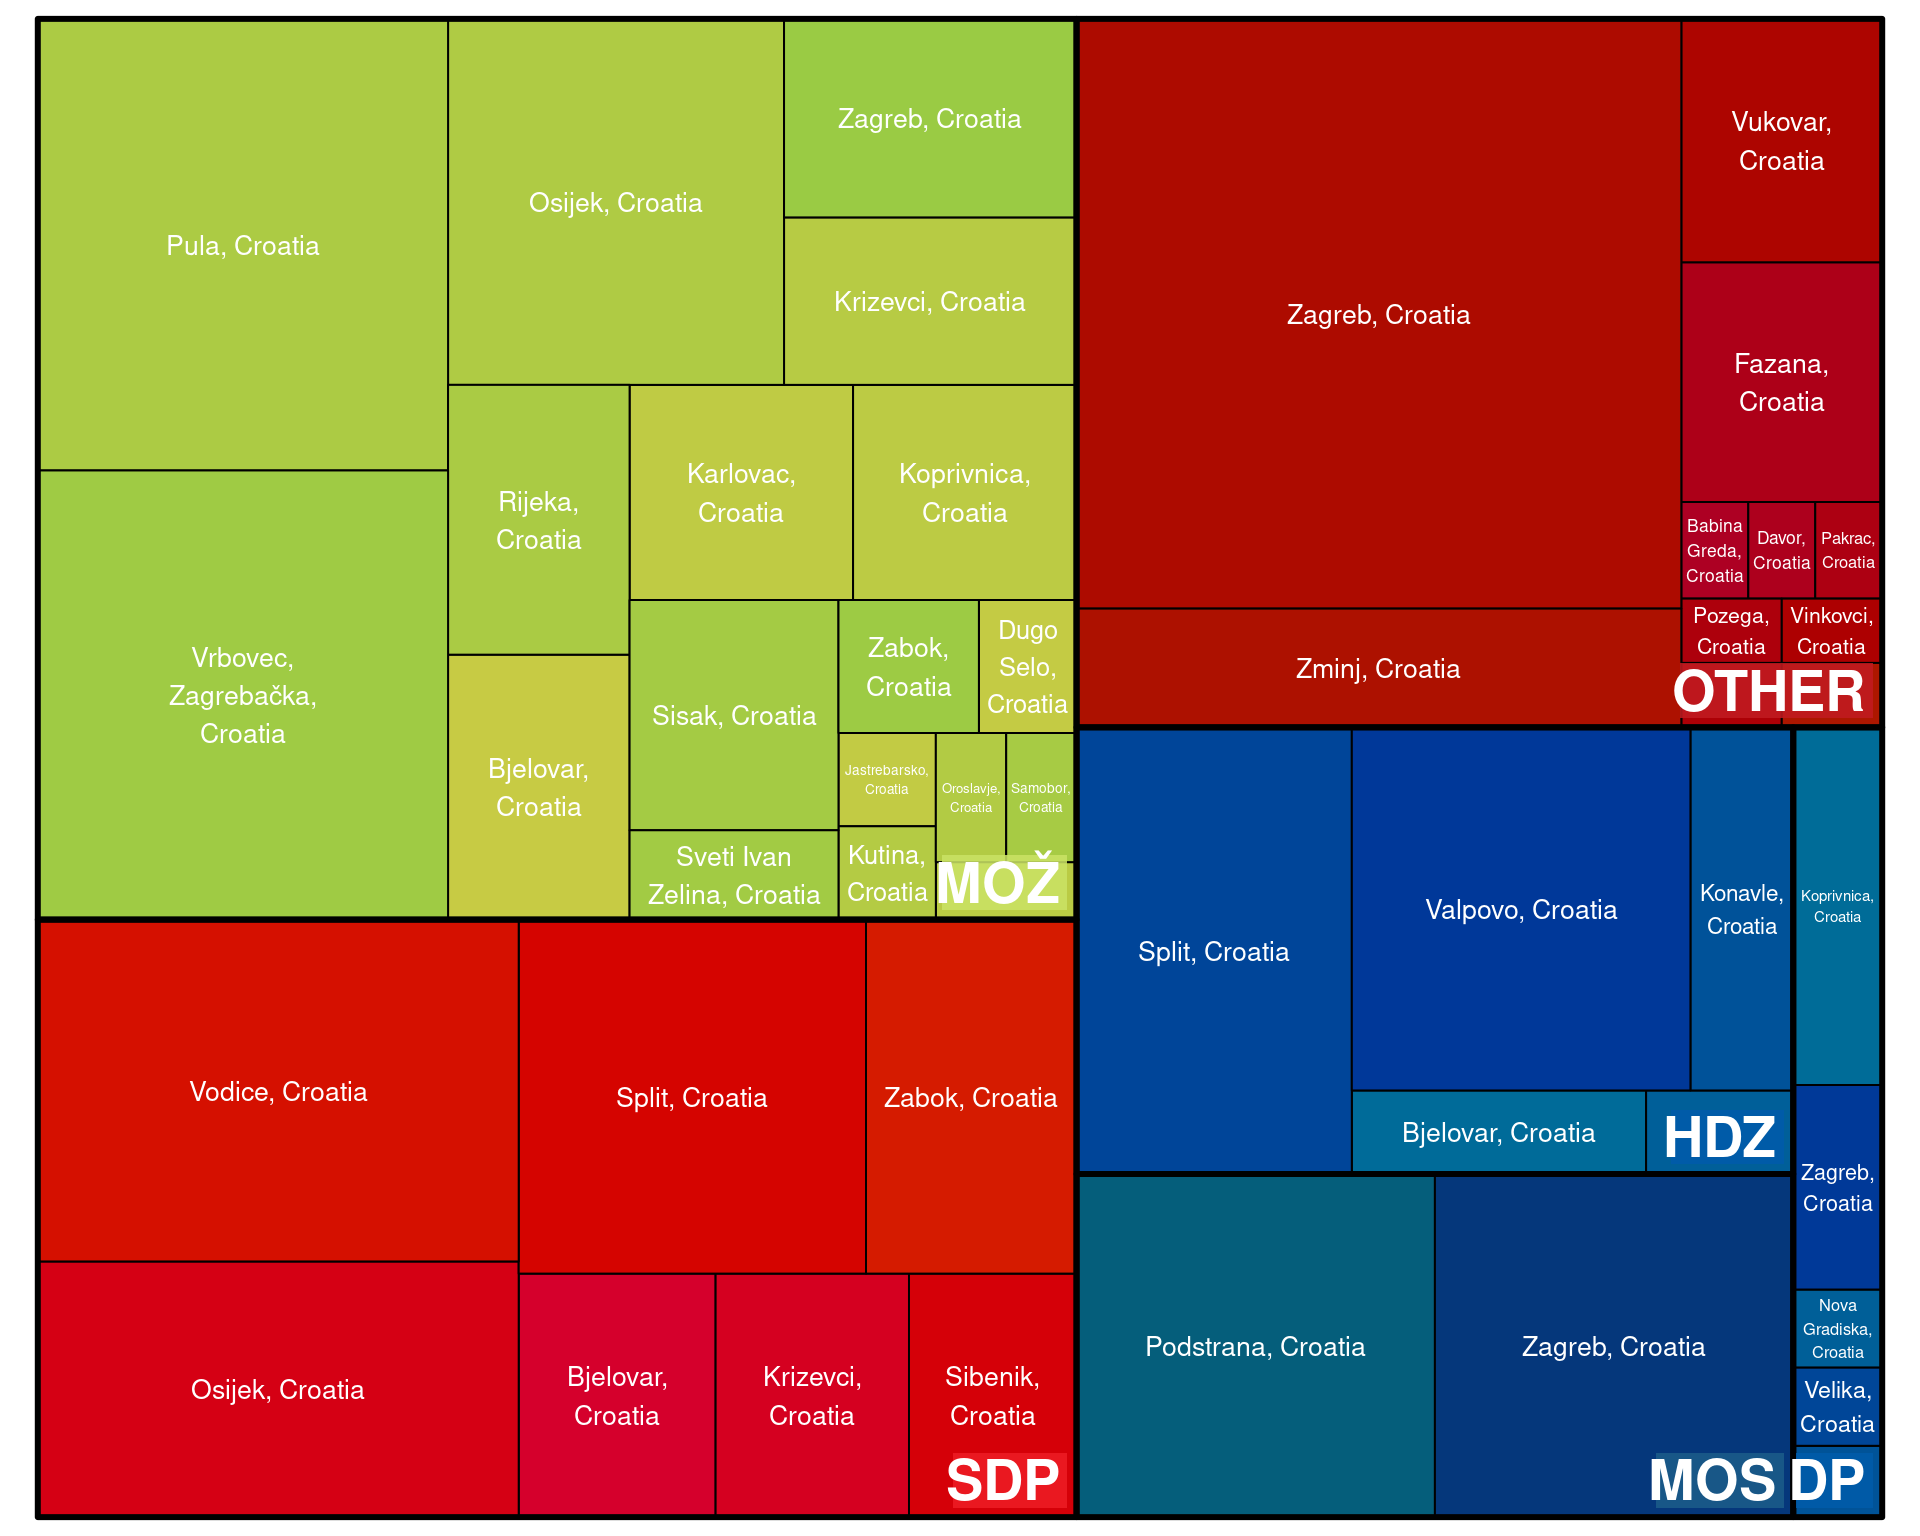 Pula, Croatia
Osijek, Croatia
Zagreb, Croatia
Krizevci, Croatia
Vrbovec,
Zagrebačka,
Croatia
Rijeka,
Croatia
Karlovac,
Croatia
Koprivnica,
Croatia
Bjelovar,
Croatia
Sisak, Croatia
Zabok,
Croatia
Dugo
Selo,
Croatia
Jastrebarsko,
Croatia
Oroslavje,
Croatia
Samobor,
Croatia
Sveti Ivan
Zelina, Croatia
Kutina,
Croatia
MOŽ
Vodice, Croatia
Split, Croatia
Zabok, Croatia
Osijek, Croatia
Bjelovar,
Croatia
Krizevci,
Croatia
Sibenik,
Croatia
SDP
Zagreb, Croatia
Vukovar,
Croatia
Fazana,
Croatia
Babina
Greda,
Croatia
Davor,
Croatia
Pakrac,
Croatia
Pozega,
Croatia
Vinkovci,
Croatia
Zminj, Croatia
OTHER
Split, Croatia
Valpovo, Croatia
Konavle,
Croatia
Bjelovar, Croatia
HDZ
Podstrana, Croatia
Zagreb, Croatia
MOS
Koprivnica,
Croatia
Zagreb,
Croatia
Nova
Gradiska,
Croatia
Velika,
Croatia
DP